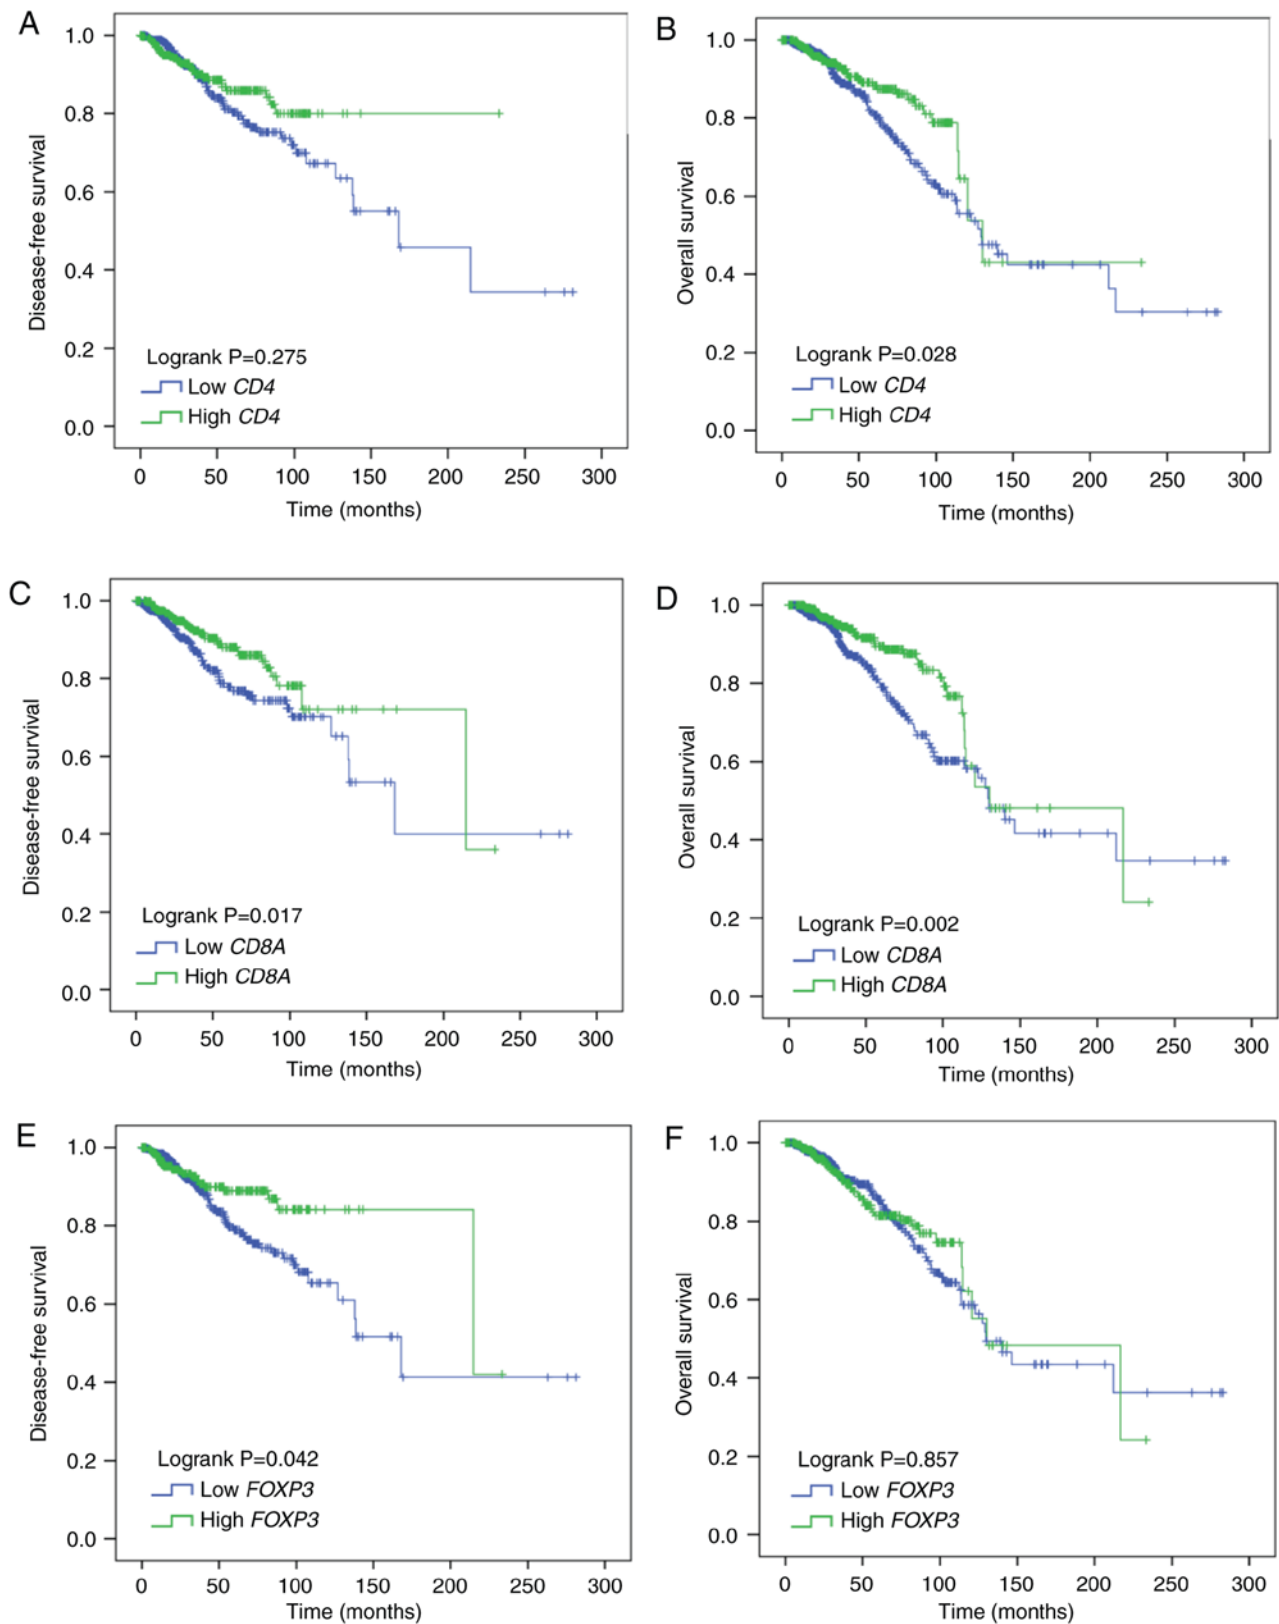 A
1.0
0.8
0.6
0.4
0.2
0.0
Disease-free survival
Logrank P=0.275
Low CD4
High CD4
0 50 100 150 200 250 300
Time (months)
B
1.0
0.8
0.6
0.4
0.2
0.0
Overall survival
Logrank P=0.028
Low CD4
High CD4
0 50 100 150 200 250 300
Time (months)
C
1.0
0.8
0.6
0.4
0.2
0.0
Disease-free survival
Logrank P=0.017
Low CD8A
High CD8A
0 50 100 150 200 250 300
Time (months)
D
1.0
0.8
0.6
0.4
0.2
0.0
Overall survival
Logrank P=0.002
Low CD8A
High CD8A
0 50 100 150 200 250 300
Time (months)
E
1.0
0.8
0.6
0.4
0.2
0.0
Disease-free survival
Logrank P=0.042
Low FOXP3
High FOXP3
0 50 100 150 200 250 300
Time (months)
F
1.0
0.8
0.6
0.4
0.2
0.0
Overall survival
Logrank P=0.857
Low FOXP3
High FOXP3
0 50 100 150 200 250 300
Time (months)